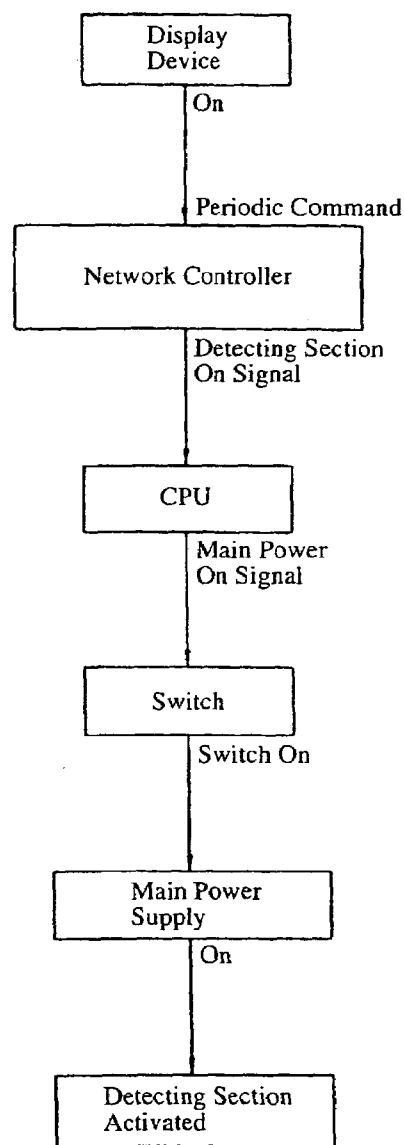 Display
Device
On
Periodic Command
Network Controller
Detecting Section
On Signal
CPU
Main Power
On Signal
Switch
Switch On
Main Power
Supply
On
Detecting Section
Activated